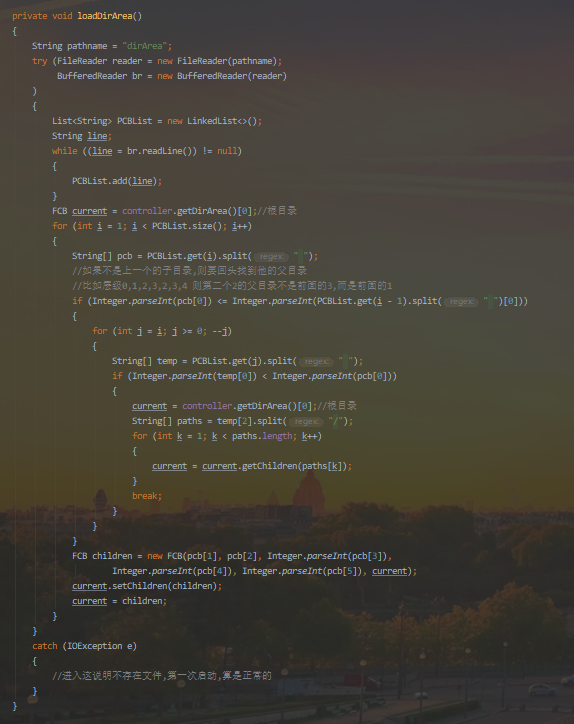 private void loadDirArea()
{
    String pathname = "dirArea";
    try (FileReader reader = new FileReader(pathname);
         BufferedReader br = new BufferedReader(reader)
    )
    {
        List<String> PCBList = new LinkedList<>();
        String line;
        while ((line = br.readLine()) != null)
        {
            PCBList.add(line);
        }
        FCB current = controller.getDirArea()[0];//根目录
        for (int i = 1; i < PCBList.size(); i++)
        {
            String[] pcb = PCBList.get(i).split( regex: " ");
            //如果不是上一个的子目录,则要回头找到他的父目录
            //比如层级0,1,2,3,2,3,4 则第二个2的父目录不是前面的3,而是前面的1
            if (Integer.parseInt(pcb[0]) <= Integer.parseInt(PCBList.get(i - 1).split( regex: " ")[0]))
            {
                for (int j = i; j >= 0; --j)
                {
                    String[] temp = PCBList.get(j).split( regex: " ");
                    if (Integer.parseInt(temp[0]) < Integer.parseInt(pcb[0]))
                    {
                        current = controller.getDirArea()[0];//根目录
                        String[] paths = temp[2].split( regex: "/");
                        for (int k = 1; k < paths.length; k++)
                        {
                            current = current.getChildren(paths[k]);
                        }
                        break;
                    }
                }
            }
            FCB children = new FCB(pcb[1], pcb[2], Integer.parseInt(pcb[3]),
                    Integer.parseInt(pcb[4]), Integer.parseInt(pcb[5]), current);
            current.setChildren(children);
            current = children;
        }
    }
    catch (IOException e)
    {
        //进入这说明不存在文件,第一次启动,算是正常的
    }
}